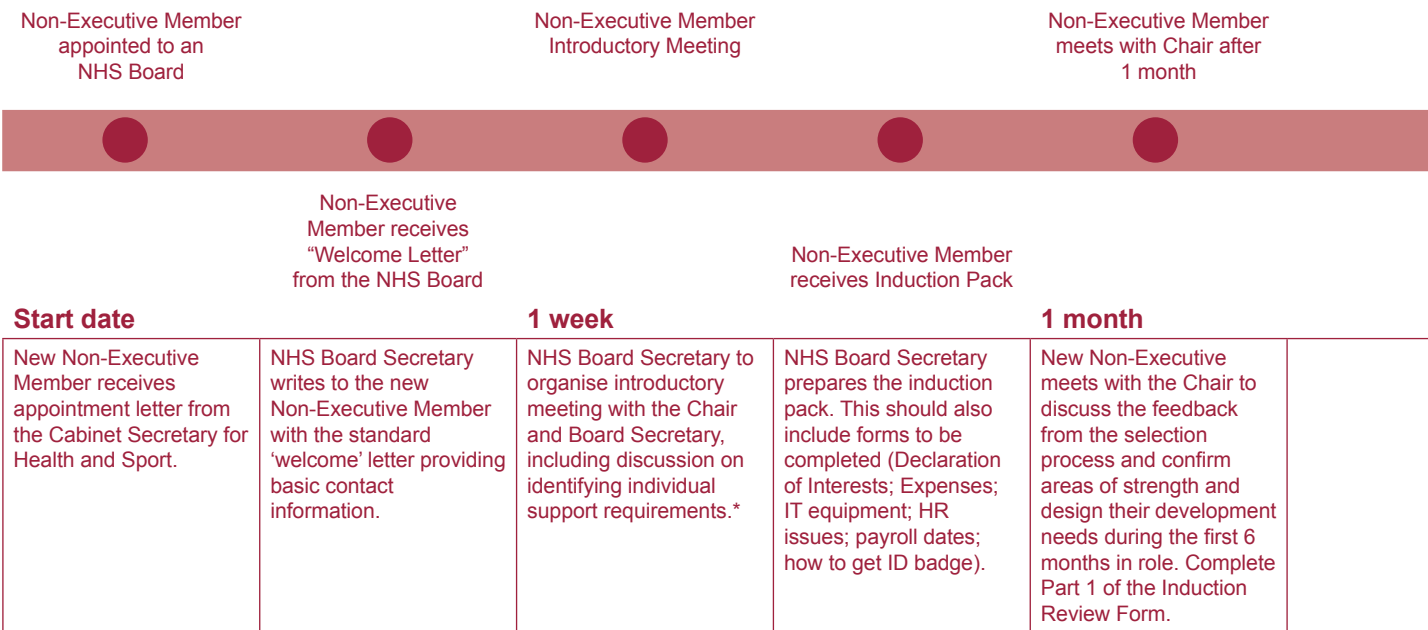 Non-Executive Member
appointed to an
NHS Board
Non-Executive Member
Introductory Meeting
Non-Executive Member
meets with Chair after
1 month
Non-Executive
Member receives
“Welcome Letter”
from the NHS Board
Non-Executive Member
receives Induction Pack
Start date
1 week
1 month
New Non-Executive
Member receives
appointment letter from
the Cabinet Secretary for
Health and Sport.
NHS Board Secretary
writes to the new
Non-Executive Member
with the standard
‘welcome’ letter providing
basic contact
information.
NHS Board Secretary to
organise introductory
meeting with the Chair
and Board Secretary,
including discussion on
identifying individual
support requirements.*
NHS Board Secretary
prepares the induction
pack. This should also
include forms to be
completed (Declaration
of Interests; Expenses;
IT equipment; HR
issues; payroll dates;
how to get ID badge).
New Non-Executive
meets with the Chair to
discuss the feedback
from the selection
process and confirm
areas of strength and
design their development
needs during the first 6
months in role. Complete
Part 1 of the Induction
Review Form.